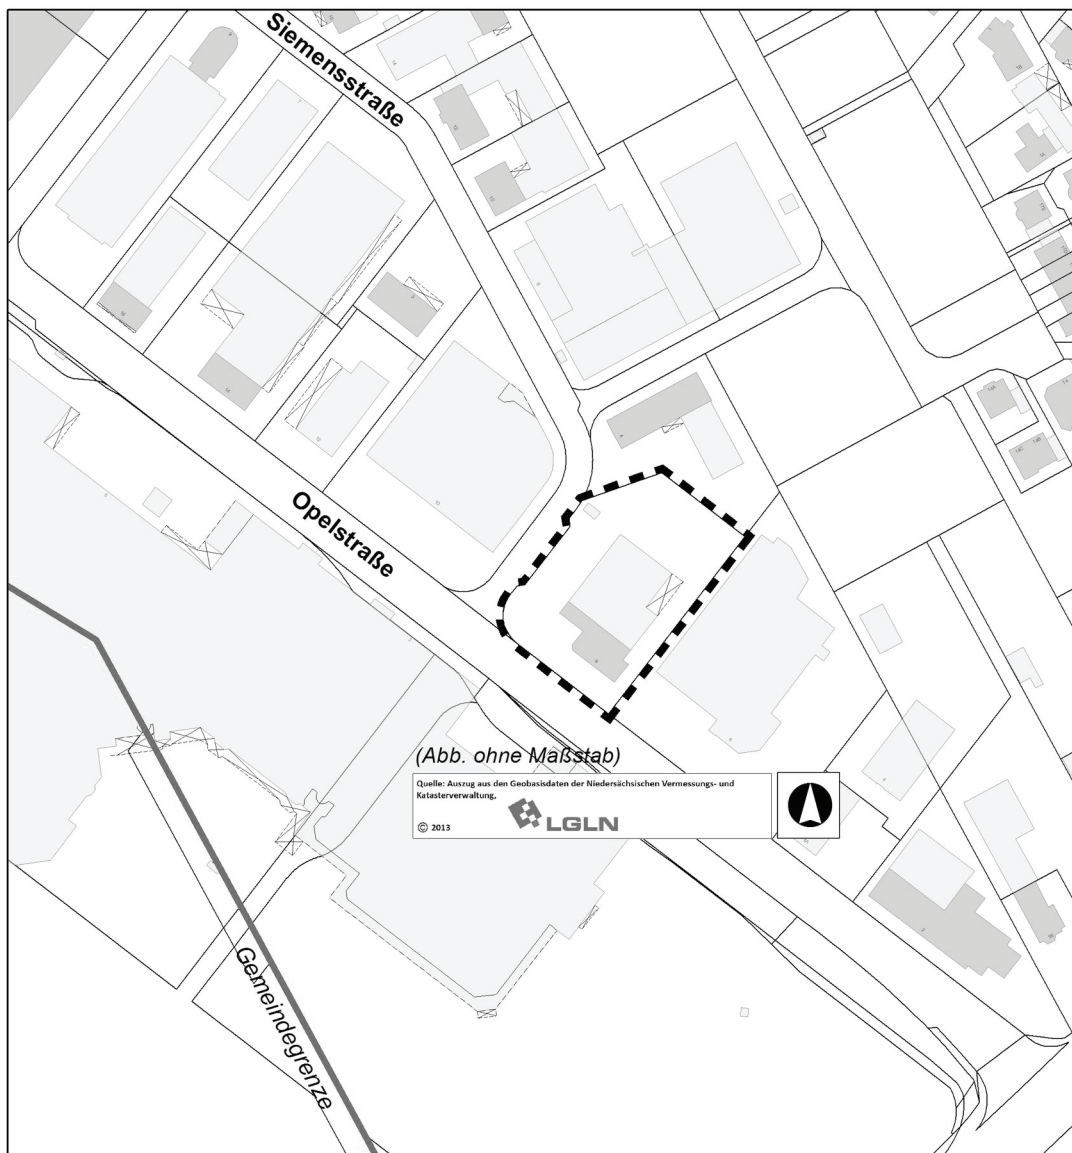 Siemensstraße
Opelstraße
(Abb. ohne Maßstab)
Quelle: Auszug aus den Geobasisdaten der Niedersächsischen Vermessungs- und
Katasterverwaltung,
© 2013
LGLN
Gemeindegrenze